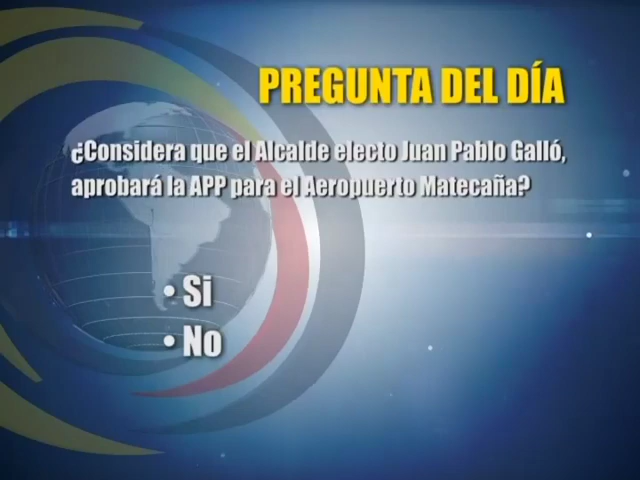 PREGUNTA DEL DÍA
¿Considera que el Alcalde electo Juan Pablo Galló,
aprobará la APP para el Aeropuerto Matecaña?
• Si
• No